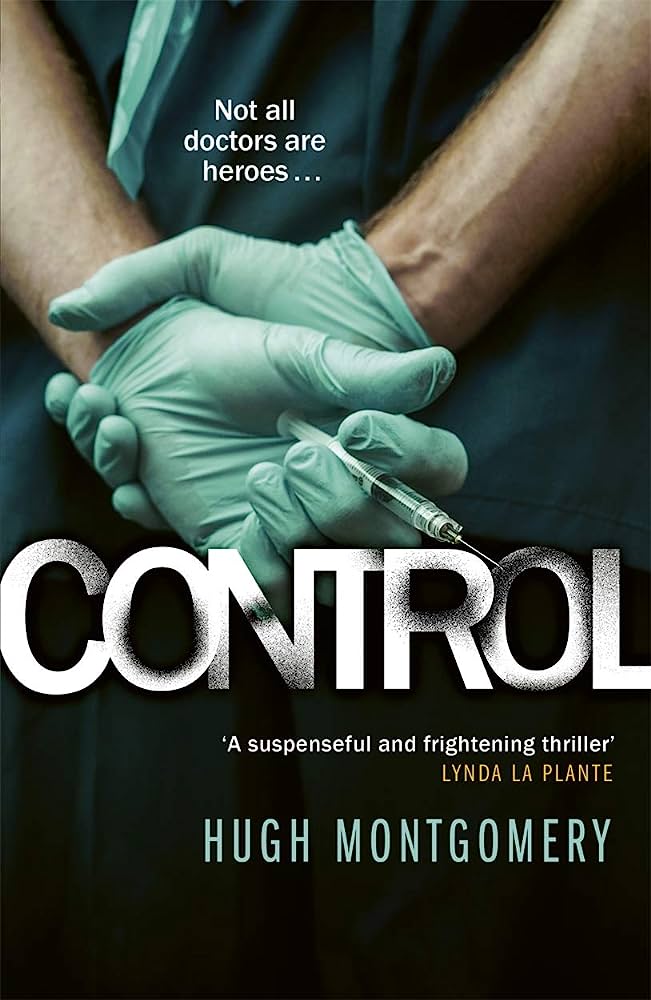 Not all
doctors are
heroes...
CONTROL
‘A suspenseful and frightening thriller’
LYNDA LA PLANTE
HUGH MONTGOMERY